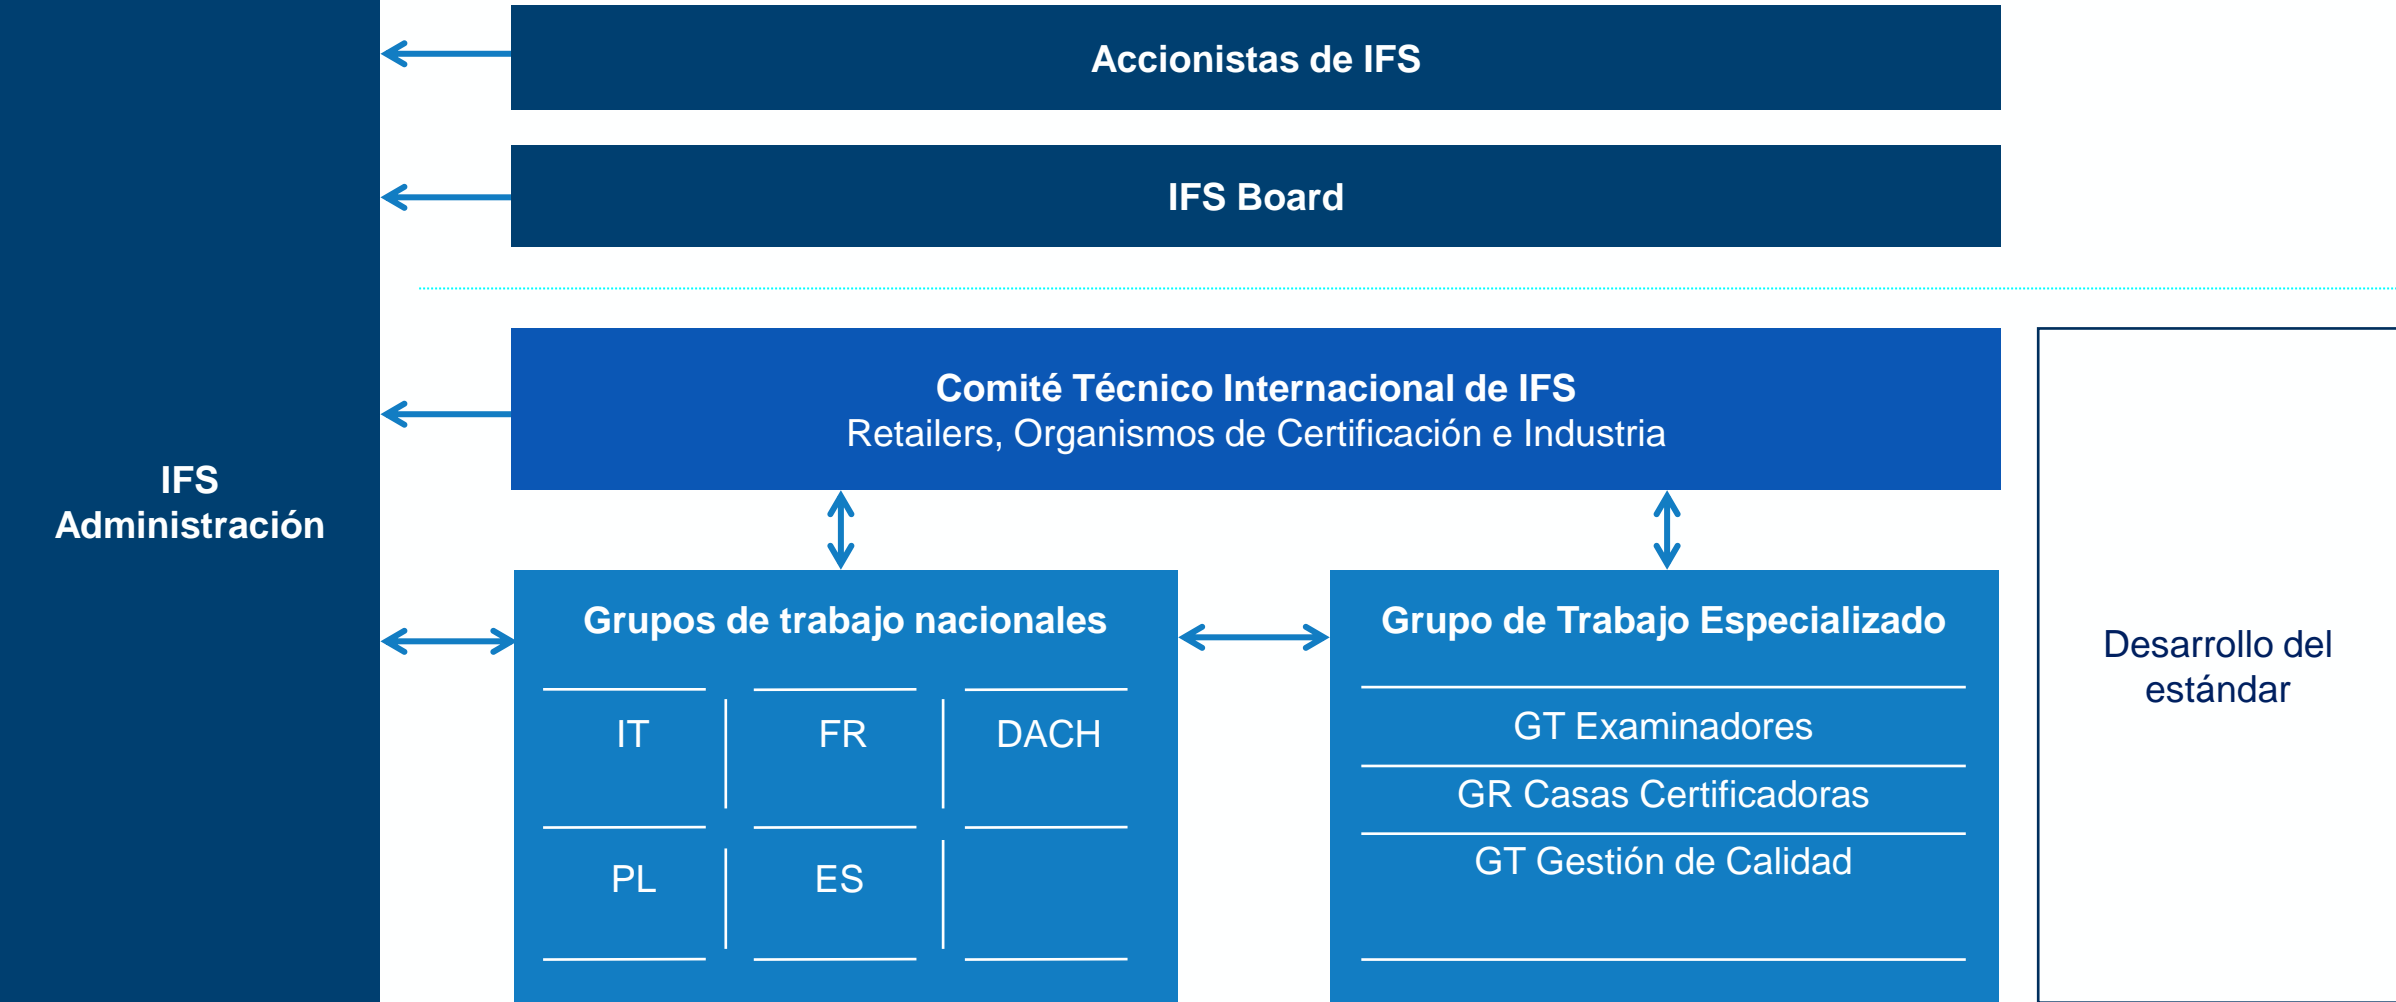 Accionistas de IFS
IFS Board
IFS
Administración
Comité Técnico Internacional de IFS
Retailers, Organismos de Certificación e Industria
Grupos de trabajo nacionales
IT
FR
DACH
PL
ES
Grupo de Trabajo Especializado
GT Examinadores
GR Casas Certificadoras
GT Gestión de Calidad
Desarrollo del
estándar